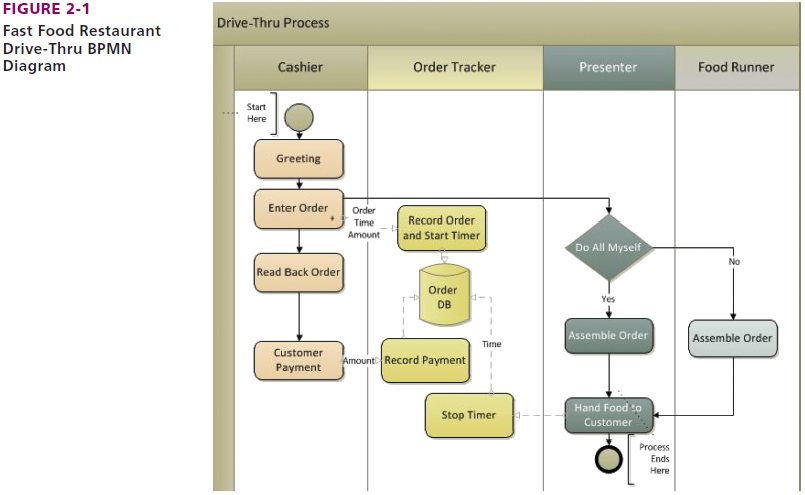 FIGURE 2-1
Fast Food Restaurant
Drive-Thru BPMN
Diagram
Drive-Thru Process
Cashier
Order Tracker
Presenter
Food Runner
Start
Here
Greeting
Enter Order
+
Order
Time
Amount
Record Order
and Start Timer
Do All Myself
No
Read Back Order
Order
DB
Yes
Assemble Order
Assemble Order
Time
Customer
Payment
Amount
Record Payment
Stop Timer
Hand Food to
Customer
Process
Ends
Here